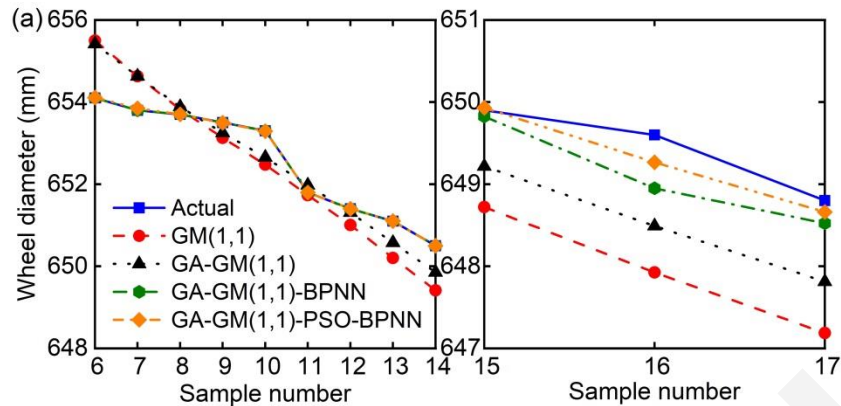 (a)
656
654
652
650
648
Wheel diameter (mm)
Actual
GM(1,1)
GA-GM(1,1)
GA-GM(1,1)-BPNN
GA-GM(1,1)-PSO-BPNN
6 7 8 9 10 11 12 13 14
Sample number
651
650
649
648
647
15 16 17
Sample number